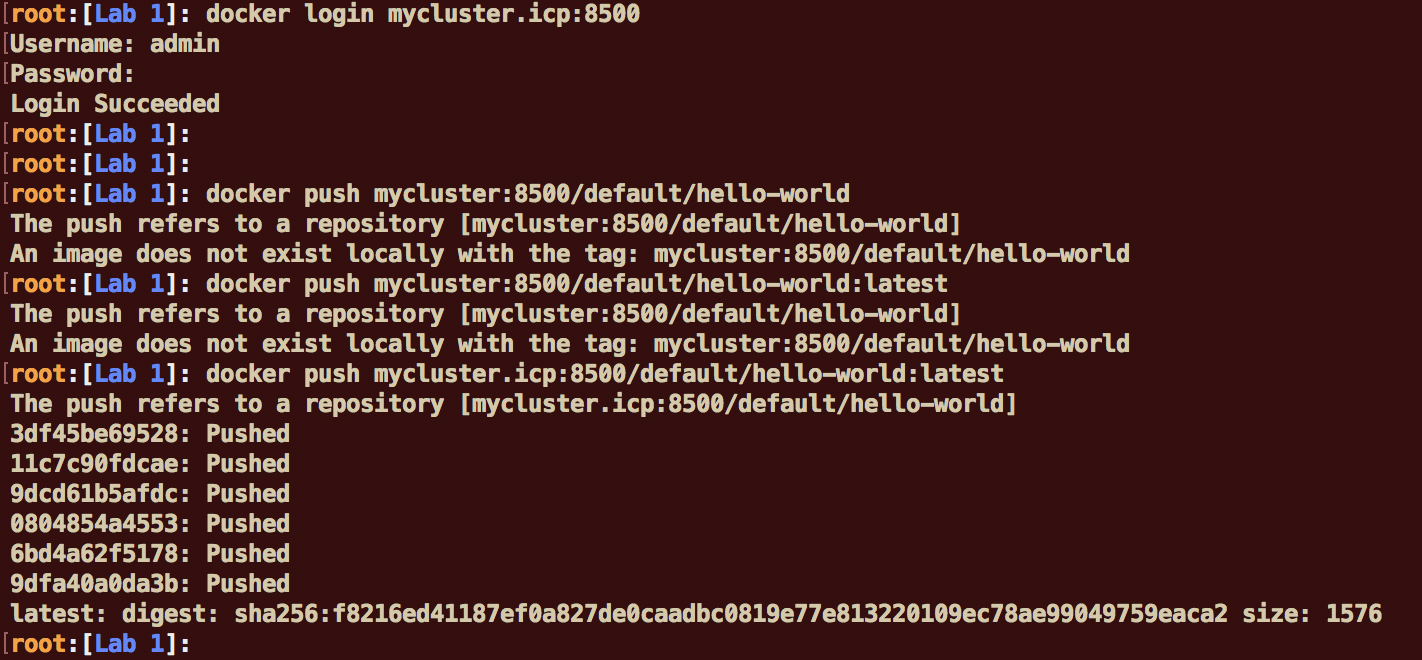 [root:[Lab 1]: docker login mycluster.icp:8500
[Username: admin
[Password:
Login Succeeded
[root:[Lab 1]:
[root:[Lab 1]:
[root:[Lab 1]: docker push mycluster:8500/default/hello-world
The push refers to a repository [mycluster:8500/default/hello-world]
An image does not exist locally with the tag: mycluster:8500/default/hello-world
[root:[Lab 1]: docker push mycluster:8500/default/hello-world:latest
The push refers to a repository [mycluster:8500/default/hello-world]
An image does not exist locally with the tag: mycluster:8500/default/hello-world
[root:[Lab 1]: docker push mycluster.icp:8500/default/hello-world:latest
The push refers to a repository [mycluster.icp:8500/default/hello-world]
3df45be69528: Pushed
11c7c90fdcae: Pushed
9dcd61b5afdc: Pushed
0804854a4553: Pushed
6bd4a62f5178: Pushed
9dfa40a0da3b: Pushed
latest: digest: sha256:f8216ed41187ef0a827de0caadbc0819e77e813220109ec78ae99049759eaca2 size: 1576
[root:[Lab 1]: